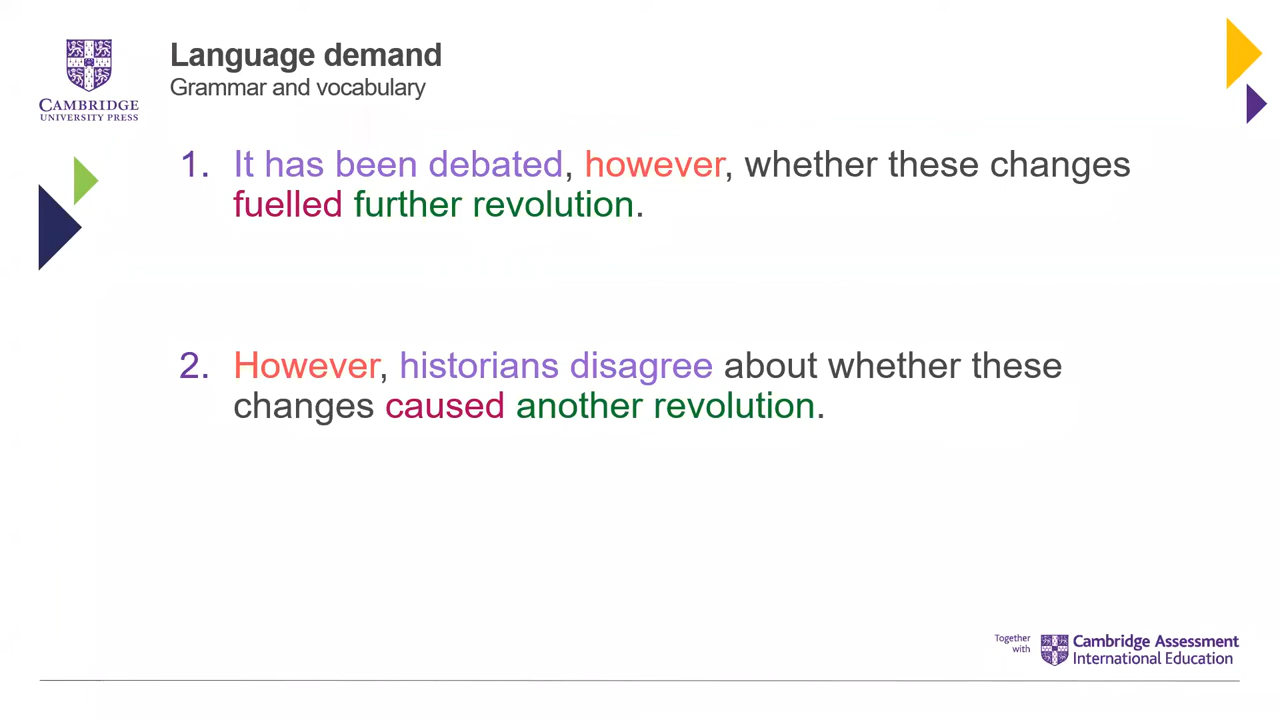 Language demand
Grammar and vocabulary
CAMBRIDGE
UNIVERSITY PRESS
1. It has been debated, however, whether these changes
fuelled further revolution.
2. However, historians disagree about whether these
changes caused another revolution.
Together
with
Cambridge Assessment
International Education